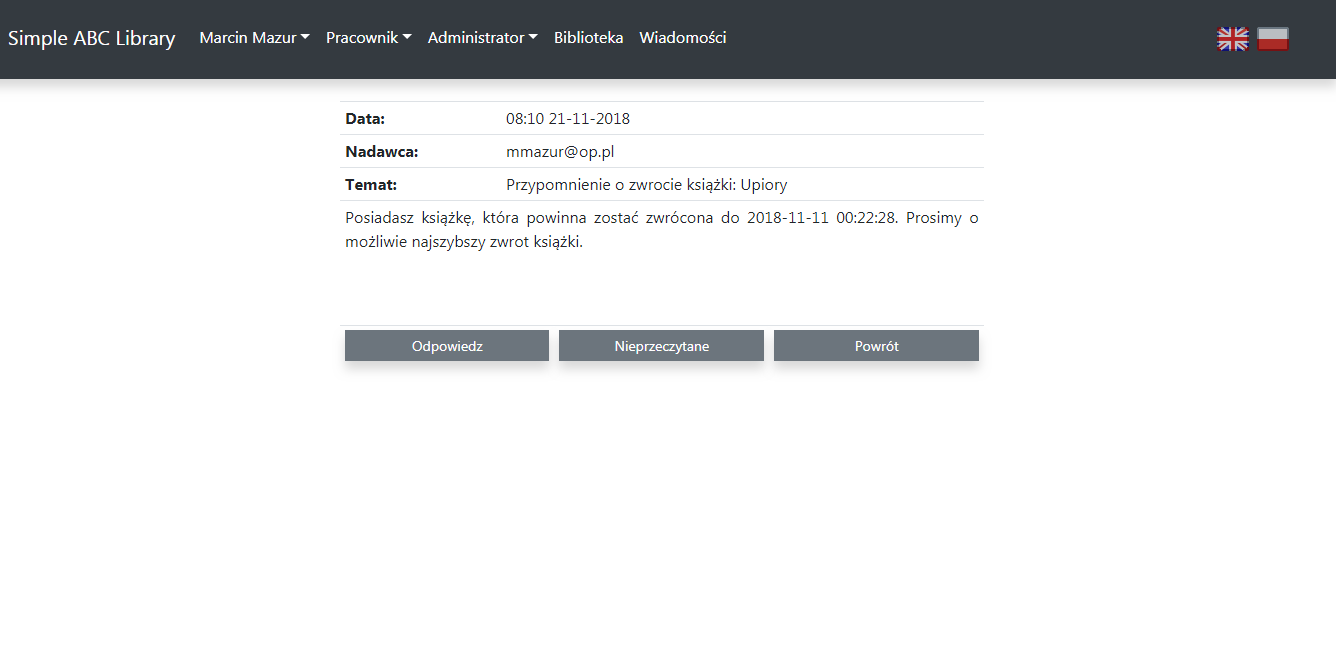 Simple ABC Library Marcin Mazur Pracownik Administrator Biblioteka Wiadomości
Data: 08:10 21-11-2018
Nadawca: mmazur@op.pl
Temat: Przypomnienie o zwrocie książki: Upiory
Posiadasz książkę, która powinna zostać zwrócona do 2018-11-11 00:22:28. Prosimy o
możliwie najszybszy zwrot książki.
Odpowiedz Nieprzeczytane Powrót